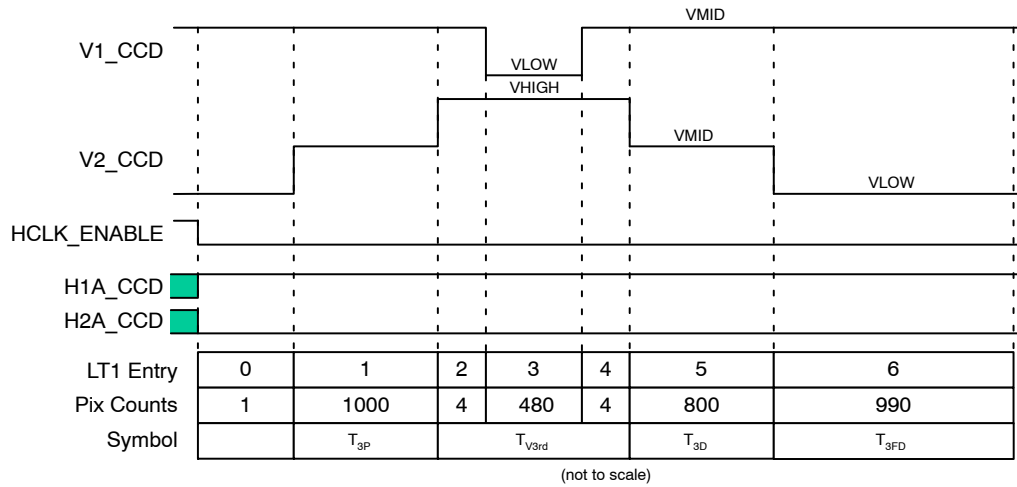 VMID
V1_CCD
VLOW
VHIGH
V2_CCD
VMID
VLOW
HCLK_ENABLE
H1A_CCD
H2A_CCD
LT1 Entry 0 1 2 3 4 5 6
Pix Counts 1 1000 4 480 4 800 990
Symbol T3P TV3rd T3D T3FD
(not to scale)